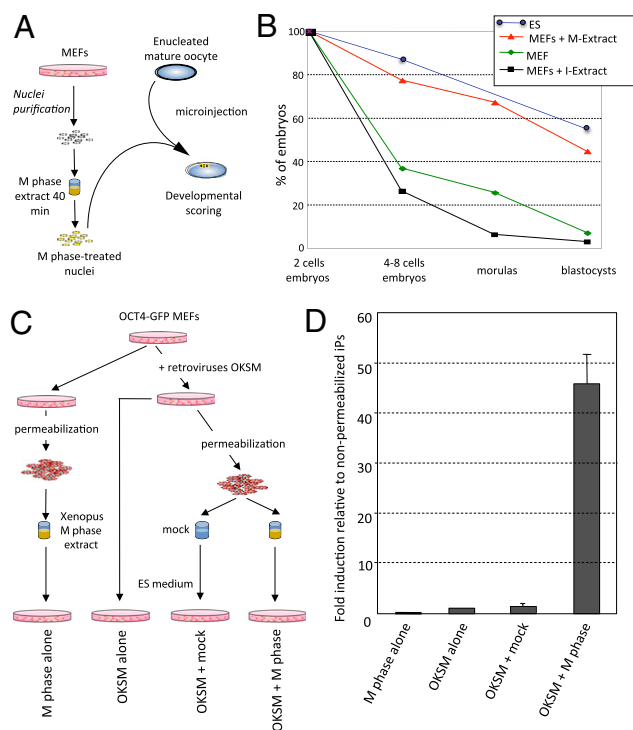 A
MEFs
Enucleated
mature oocyte
Nuclei
purification
microinjection
M phase
extract 40
min
Developmental
scoring
M phase-treated
nuclei
B
ES
MEFs + M-Extract
MEF
MEFs + I-Extract
% of embroyos
100
80
60
40
20
0
2 cells
embryos
4-8 cells
embryos
morulas
blastocysts
C
OCT4-GFP MEFs
+ retroviruses OKSM
permeabilization
permeabilization
Xenopus
M phase
extract
mock
ES medium
M phase alone
OKSM alone
OKSM + mock
OKSM + M phase
D
Fold induction relative to non-permeabilized iPs
60
50
40
30
20
10
0
M phase alone
OKSM alone
OKSM + mock
OKSM + M phase